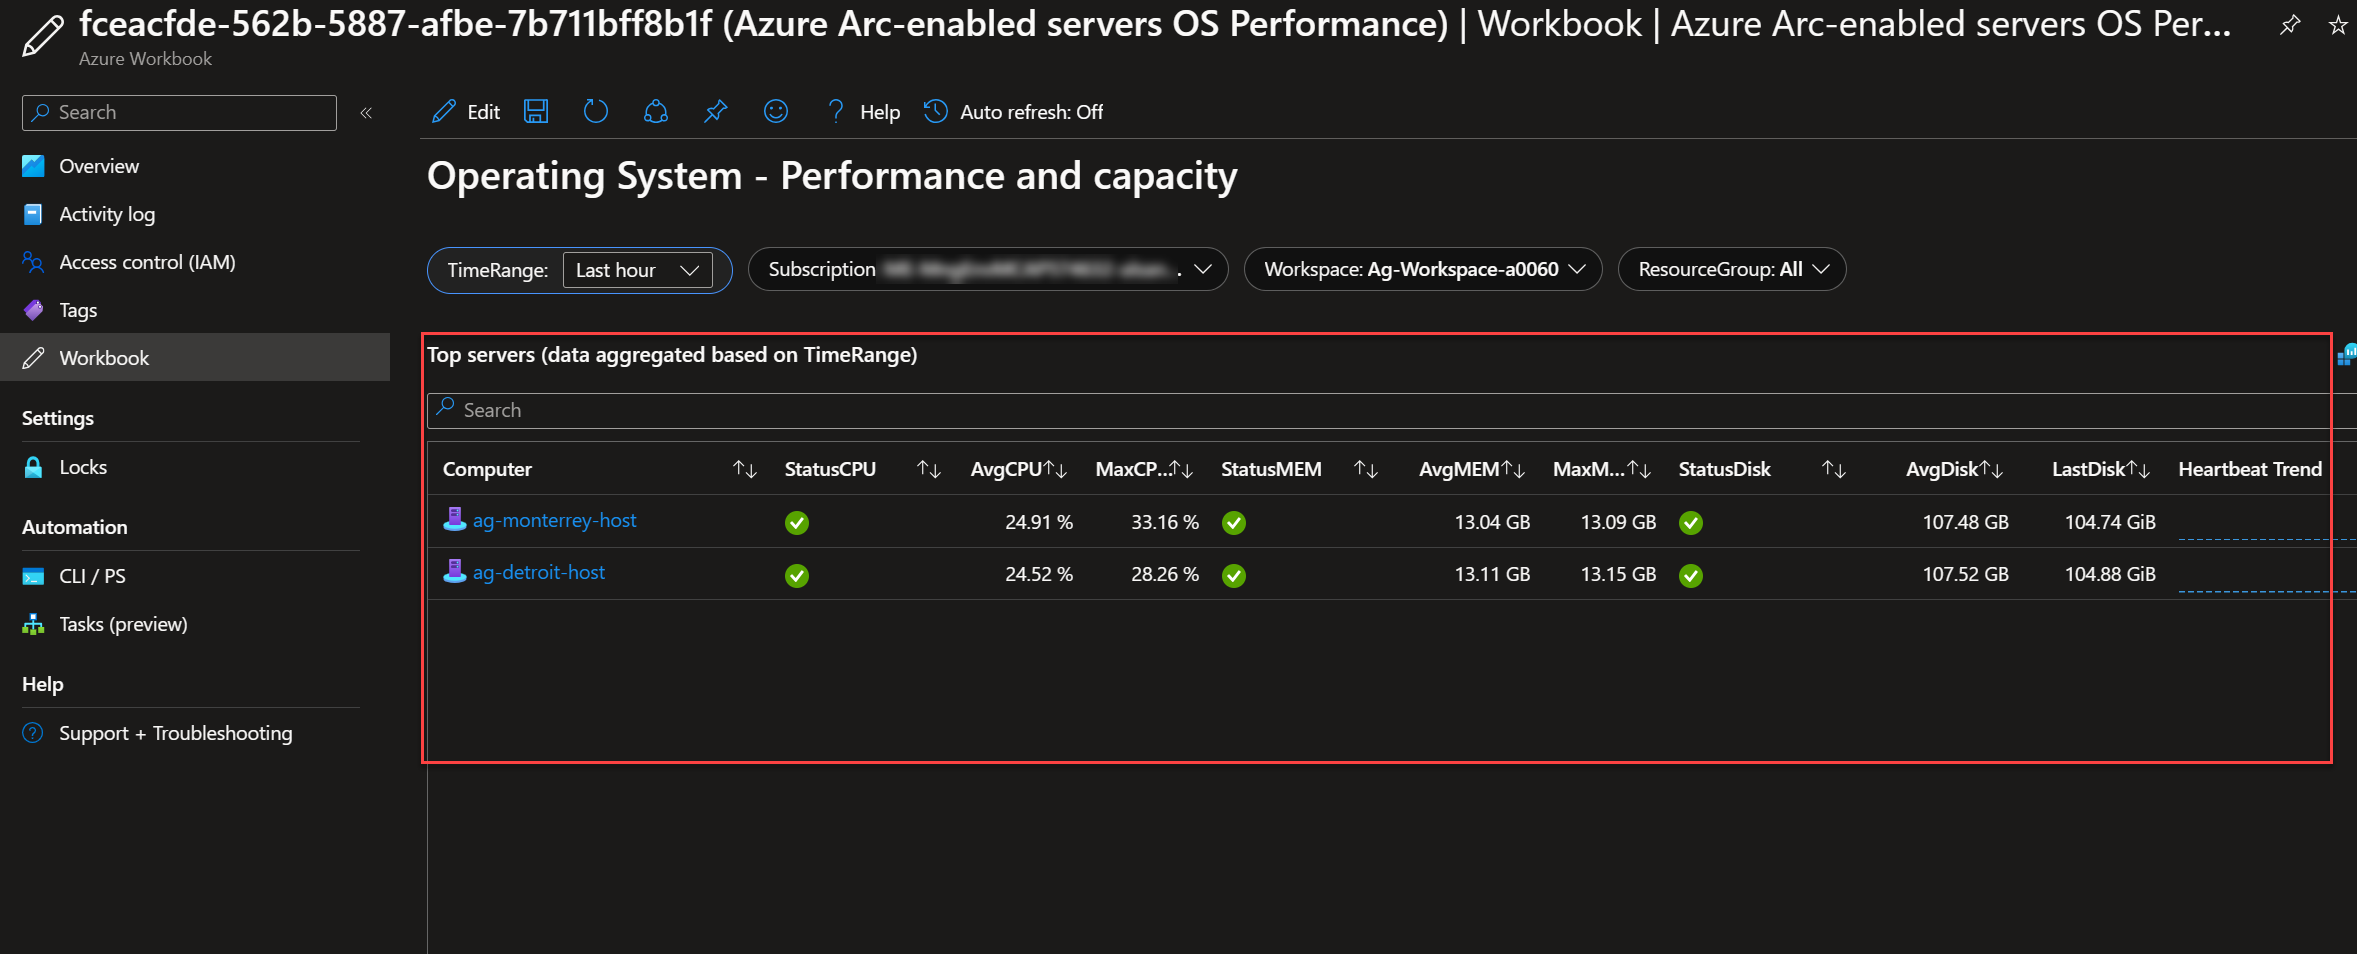 fceacfde-562b-5887-afbe-7b711bff8b1f (Azure Arc-enabled servers OS Performance) | Workbook | Azure Arc-enabled servers OS Per...
Azure Workbook
Search
«
Overview
Activity log
Access control (IAM)
Tags
Workbook
Settings
Locks
Automation
CLI / PS
Tasks (preview)
Help
Support + Troubleshooting
Edit
Help
Auto refresh: Off
Operating System - Performance and capacity
TimeRange: Last hour
Subscription
Workspace: Ag-Workspace-a0060
ResourceGroup: All
Top servers (data aggregated based on TimeRange)
Search
Computer StatusCPU AvgCPU MaxCP... StatusMEM AvgMEM MaxM... StatusDisk AvgDisk LastDisk Heartbeat Trend
ag-monterrey-host 24.91 % 33.16 % 13.04 GB 13.09 GB 107.48 GB 104.74 GiB
ag-detroit-host 24.52 % 28.26 % 13.11 GB 13.15 GB 107.52 GB 104.88 GiB